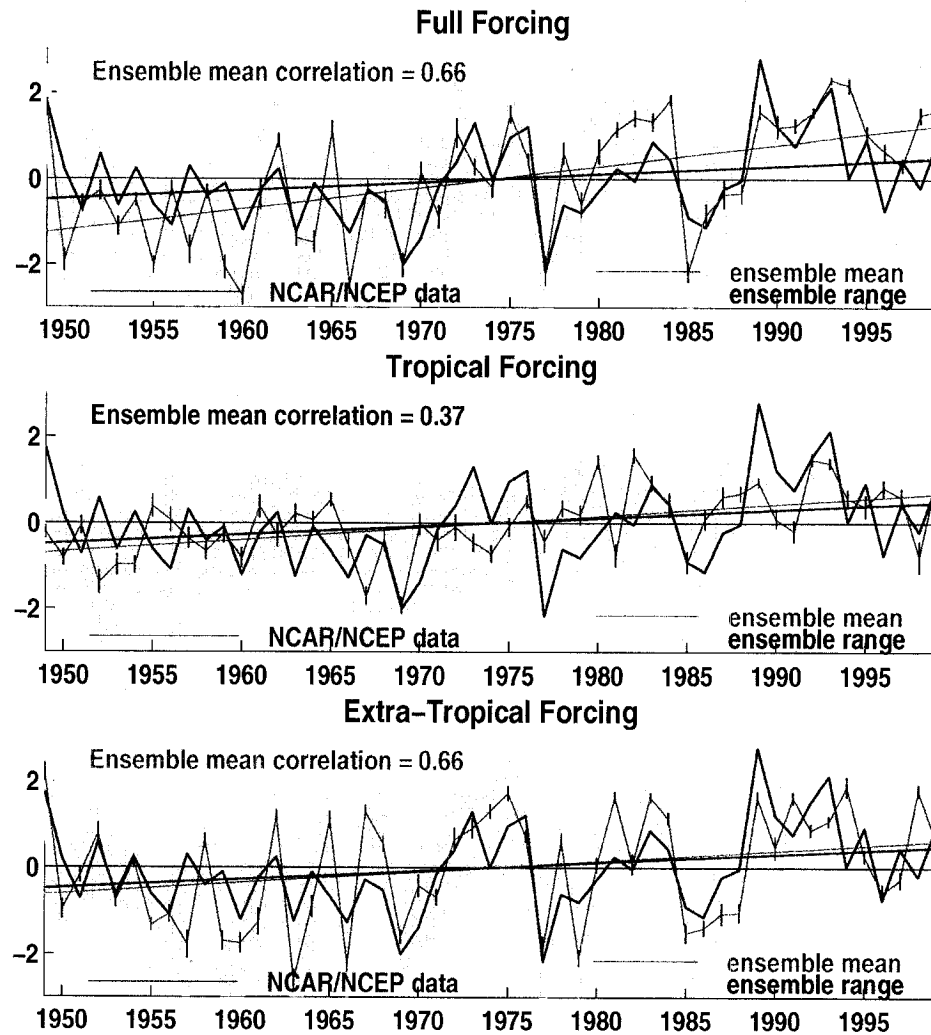 Full Forcing
Ensemble mean correlation = 0.66
2
0
−2
NCAR/NCEP data
ensemble mean
ensemble range
1950 1955 1960 1965 1970 1975 1980 1985 1990 1995
Tropical Forcing
Ensemble mean correlation = 0.37
2
0
−2
NCAR/NCEP data
ensemble mean
ensemble range
1950 1955 1960 1965 1970 1975 1980 1985 1990 1995
Extra−Tropical Forcing
Ensemble mean correlation = 0.66
2
0
−2
NCAR/NCEP data
ensemble mean
ensemble range
1950 1955 1960 1965 1970 1975 1980 1985 1990 1995